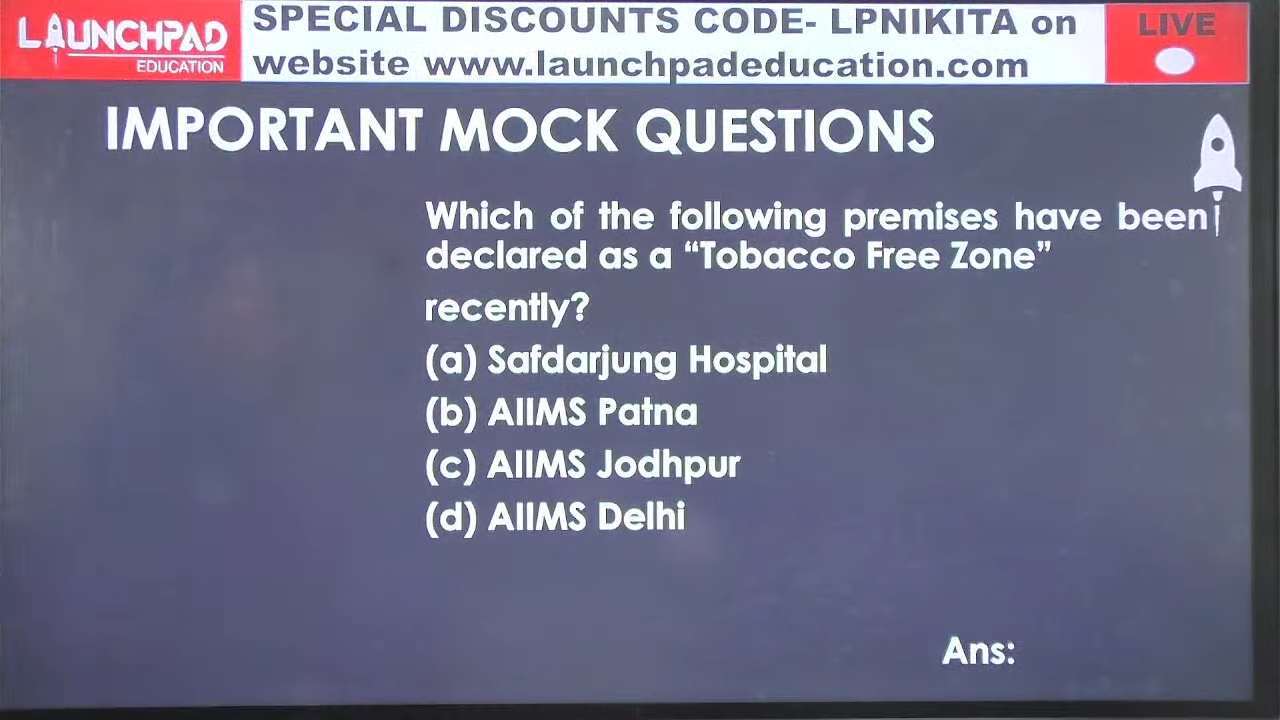 LAUNCHPAD
EDUCATION
SPECIAL DISCOUNTS CODE- LPNIKITA on
website www.launchpadeducation.com
LIVE
IMPORTANT MOCK QUESTIONS
Which of the following premises have been
declared as a “Tobacco Free Zone”
recently?
(a) Safdarjung Hospital
(b) AIIMS Patna
(c) AIIMS Jodhpur
(d) AIIMS Delhi
Ans: